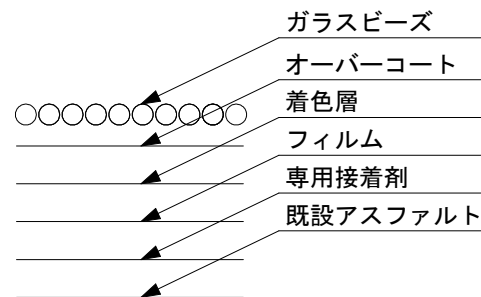 ガラスビーズ
オーバーコート
着色層
フィルム
専用接着剤
既設アスファルト